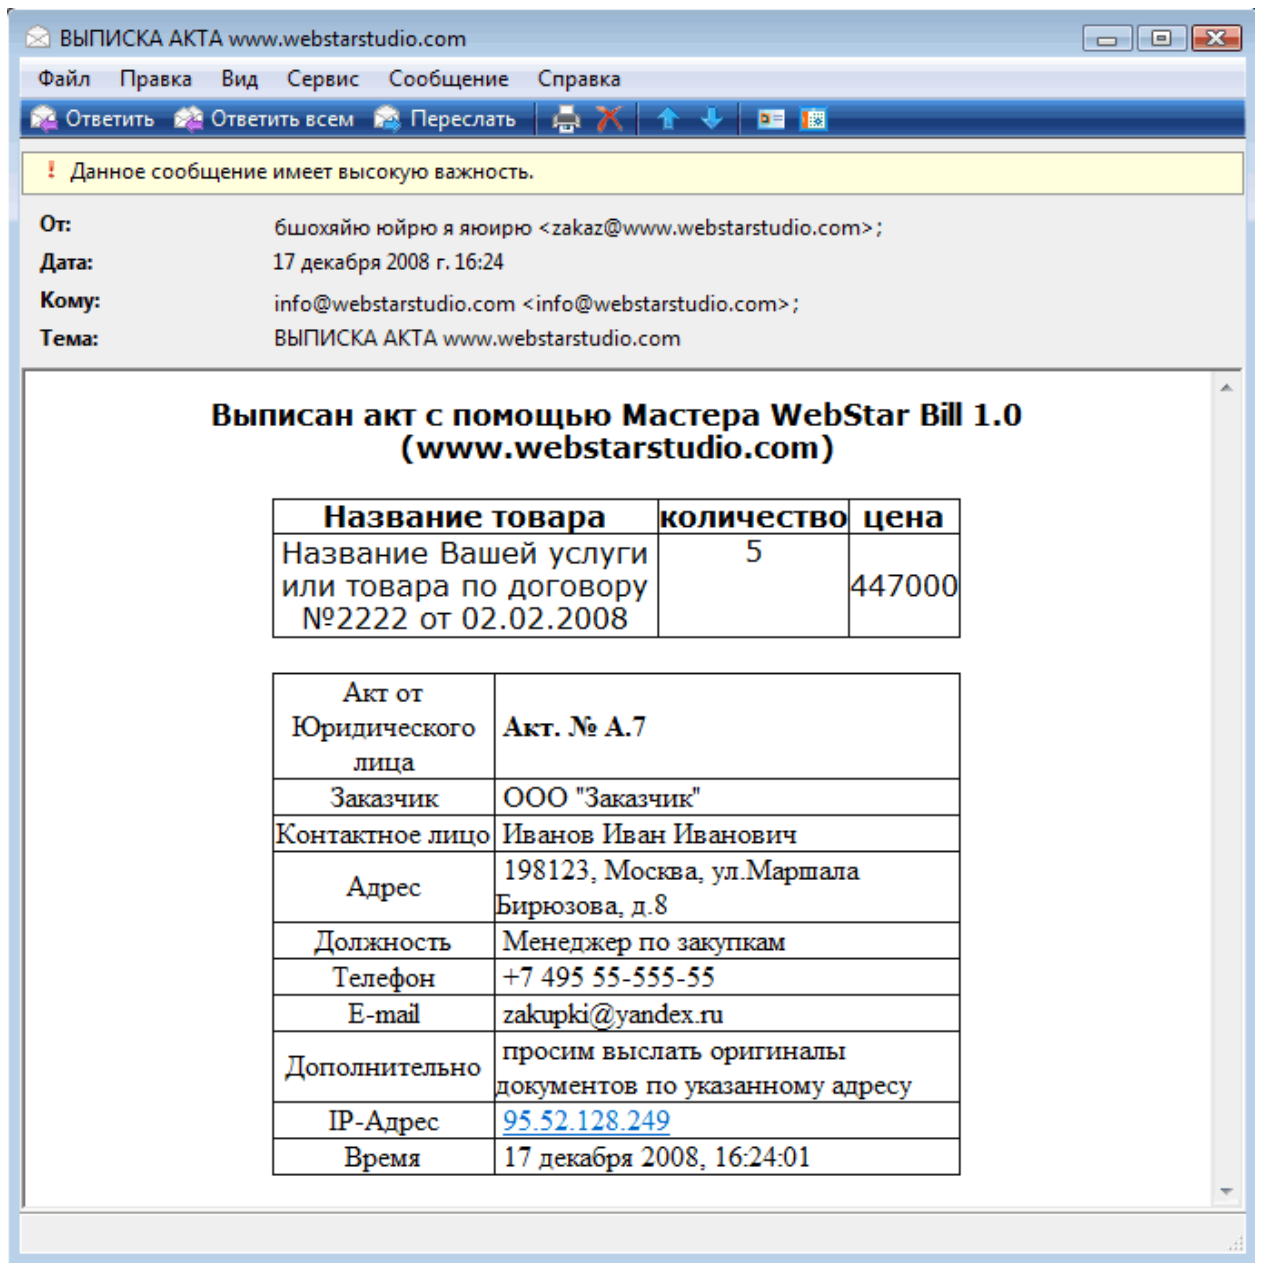 ВЫПИСКА АКТА www.webstarstudio.com
Файл Правка Вид Сервис Сообщение Справка
Ответить Ответить всем Переслать
! Данное сообщение имеет высокую важность.
От: бшохяйю юйрю я яюирю <zakaz@www.webstarstudio.com>;
Дата: 17 декабря 2008 г. 16:24
Кому: info@webstarstudio.com <info@webstarstudio.com>;
Тема: ВЫПИСКА АКТА www.webstarstudio.com
Выписан акт с помощью Мастера WebStar Bill 1.0
(www.webstarstudio.com)
Название товара количество цена
Название Вашей услуги 5
или товара по договору 447000
№2222 от 02.02.2008
Акт от
Юридического Акт. № А.7
лица
Заказчик ООО "Заказчик"
Контактное лицо Иванов Иван Иванович
Адрес 198123, Москва, ул.Маршала
Бирюзова, д.8
Должность Менеджер по закупкам
Телефон +7 495 55-555-55
E-mail zakupki@yandex.ru
Дополнительно просим выслать оригиналы
документов по указанному адресу
IP-Адрес 95.52.128.249
Время 17 декабря 2008, 16:24:01